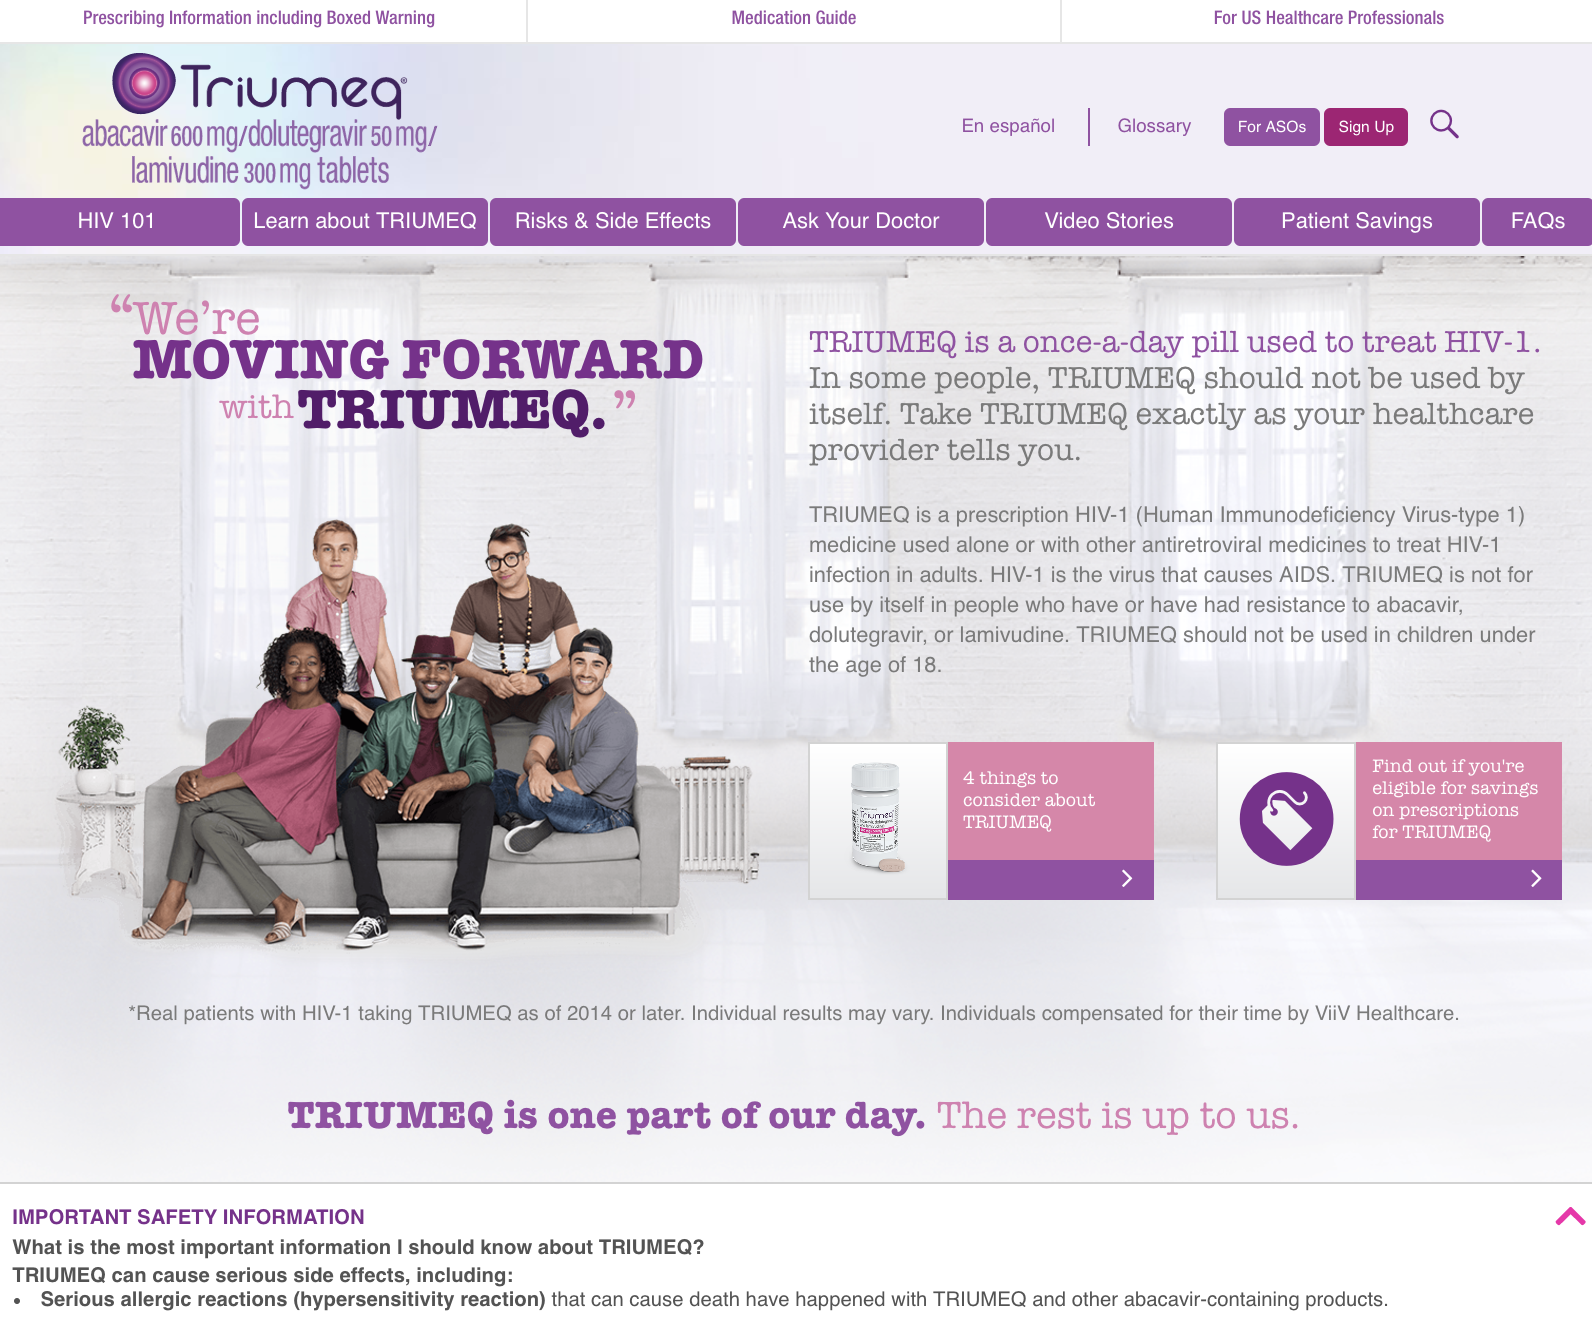 Prescribing Information including Boxed Warning
Medication Guide
For US Healthcare Professionals
Triumeq®
abacavir 600 mg/dolutegravir 50 mg/
lamivudine 300 mg tablets
En español
Glossary
For ASOs
Sign Up
HIV 101
Learn about TRIUMEQ
Risks & Side Effects
Ask Your Doctor
Video Stories
Patient Savings
FAQs
“We’re
MOVING FORWARD
with TRIUMEQ.”
TRIUMEQ is a once-a-day pill used to treat HIV-1.
In some people, TRIUMEQ should not be used by
itself. Take TRIUMEQ exactly as your healthcare
provider tells you.
TRIUMEQ is a prescription HIV-1 (Human Immunodeficiency Virus-type 1)
medicine used alone or with other antiretroviral medicines to treat HIV-1
infection in adults. HIV-1 is the virus that causes AIDS. TRIUMEQ is not for
use by itself in people who have or have had resistance to abacavir,
dolutegravir, or lamivudine. TRIUMEQ should not be used in children under
the age of 18.
Triumeq
4 things to
consider about
TRIUMEQ
Find out if you're
eligible for savings
on prescriptions
for TRIUMEQ
*Real patients with HIV-1 taking TRIUMEQ as of 2014 or later. Individual results may vary. Individuals compensated for their time by ViiV Healthcare.
TRIUMEQ is one part of our day. The rest is up to us.
IMPORTANT SAFETY INFORMATION
What is the most important information I should know about TRIUMEQ?
TRIUMEQ can cause serious side effects, including:
• Serious allergic reactions (hypersensitivity reaction) that can cause death have happened with TRIUMEQ and other abacavir-containing products.